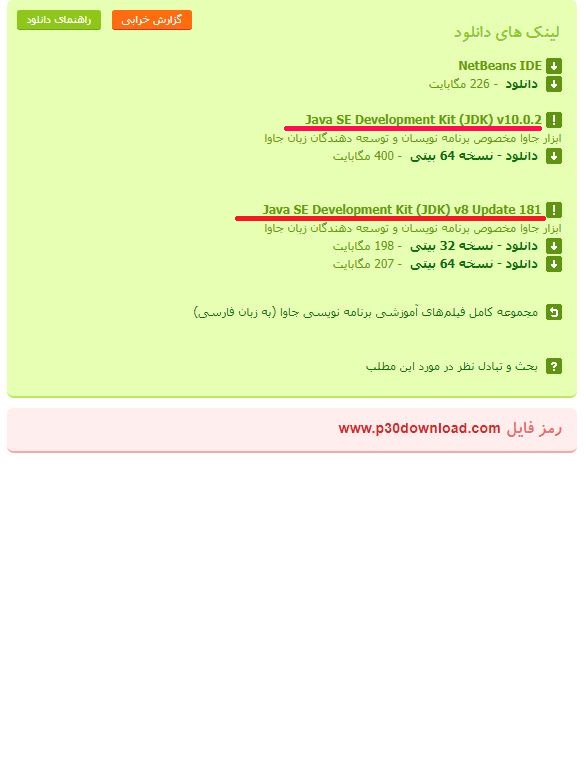 گزارش خرابی
راهنمای دانلود
لینک های دانلود
NetBeans IDE
دانلود - 226 مگابایت
Java SE Development Kit (JDK) v10.0.2
ابزار جاوا مخصوص برنامه نویسان و توسعه دهندگان زبان جاوا
دانلود - نسخه 64 بیتی - 400 مگابایت
Java SE Development Kit (JDK) v8 Update 181
ابزار جاوا مخصوص برنامه نویسان و توسعه دهندگان زبان جاوا
دانلود - نسخه 32 بیتی - 198 مگابایت
دانلود - نسخه 64 بیتی - 207 مگابایت
مجموعه کامل فیلم‌های آموزشی برنامه نویسی جاوا (به زبان فارسی)
بحث و تبادل نظر در مورد این مطلب
رمز فایل www.p30download.com